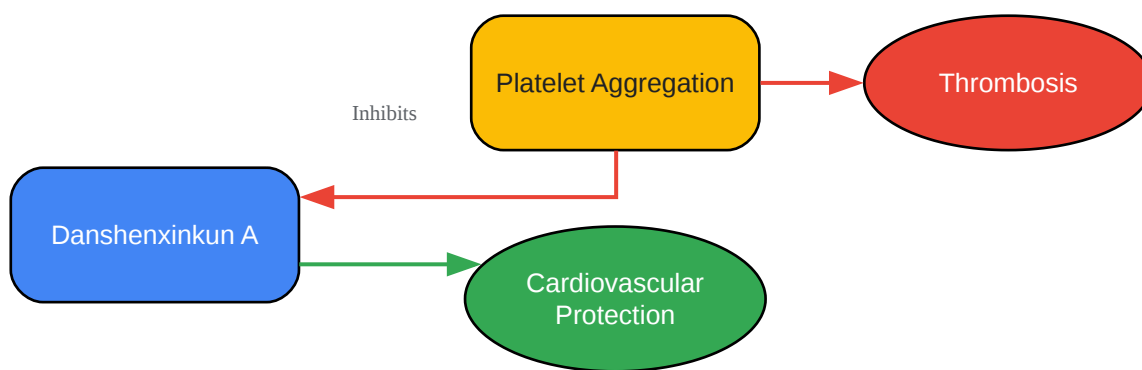 Platelet Aggregation
Thrombosis
Inhibits
Danshenxinkun A
Cardiovascular
Protection